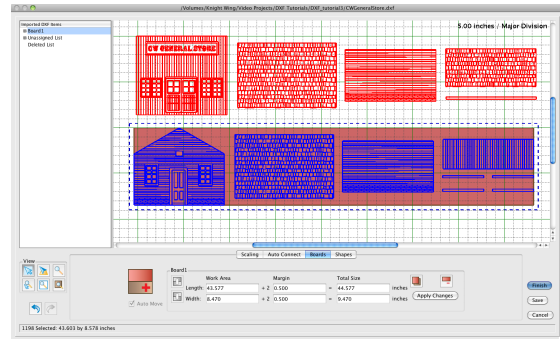 /Volumes/Knight Wing/Video Projects/DXF_Tutorials/DXF_tutorial1/CWGeneralStore.dxf
Imported DXF Items
Board1
Unassigned List
Deleted List
5.00 inches / Major Division
CW GENERAL STORE
Scaling Auto Connect Boards Shapes
View
Board1
Work Area Margin Total Size
Length: 43.577 + 2 0.500 = 44.577 inches
Width: 8.470 + 2 0.500 = 9.470 inches
Auto Move
Apply Changes
Finish
Save
Cancel
1198 Selected: 43.603 by 8.578 inches